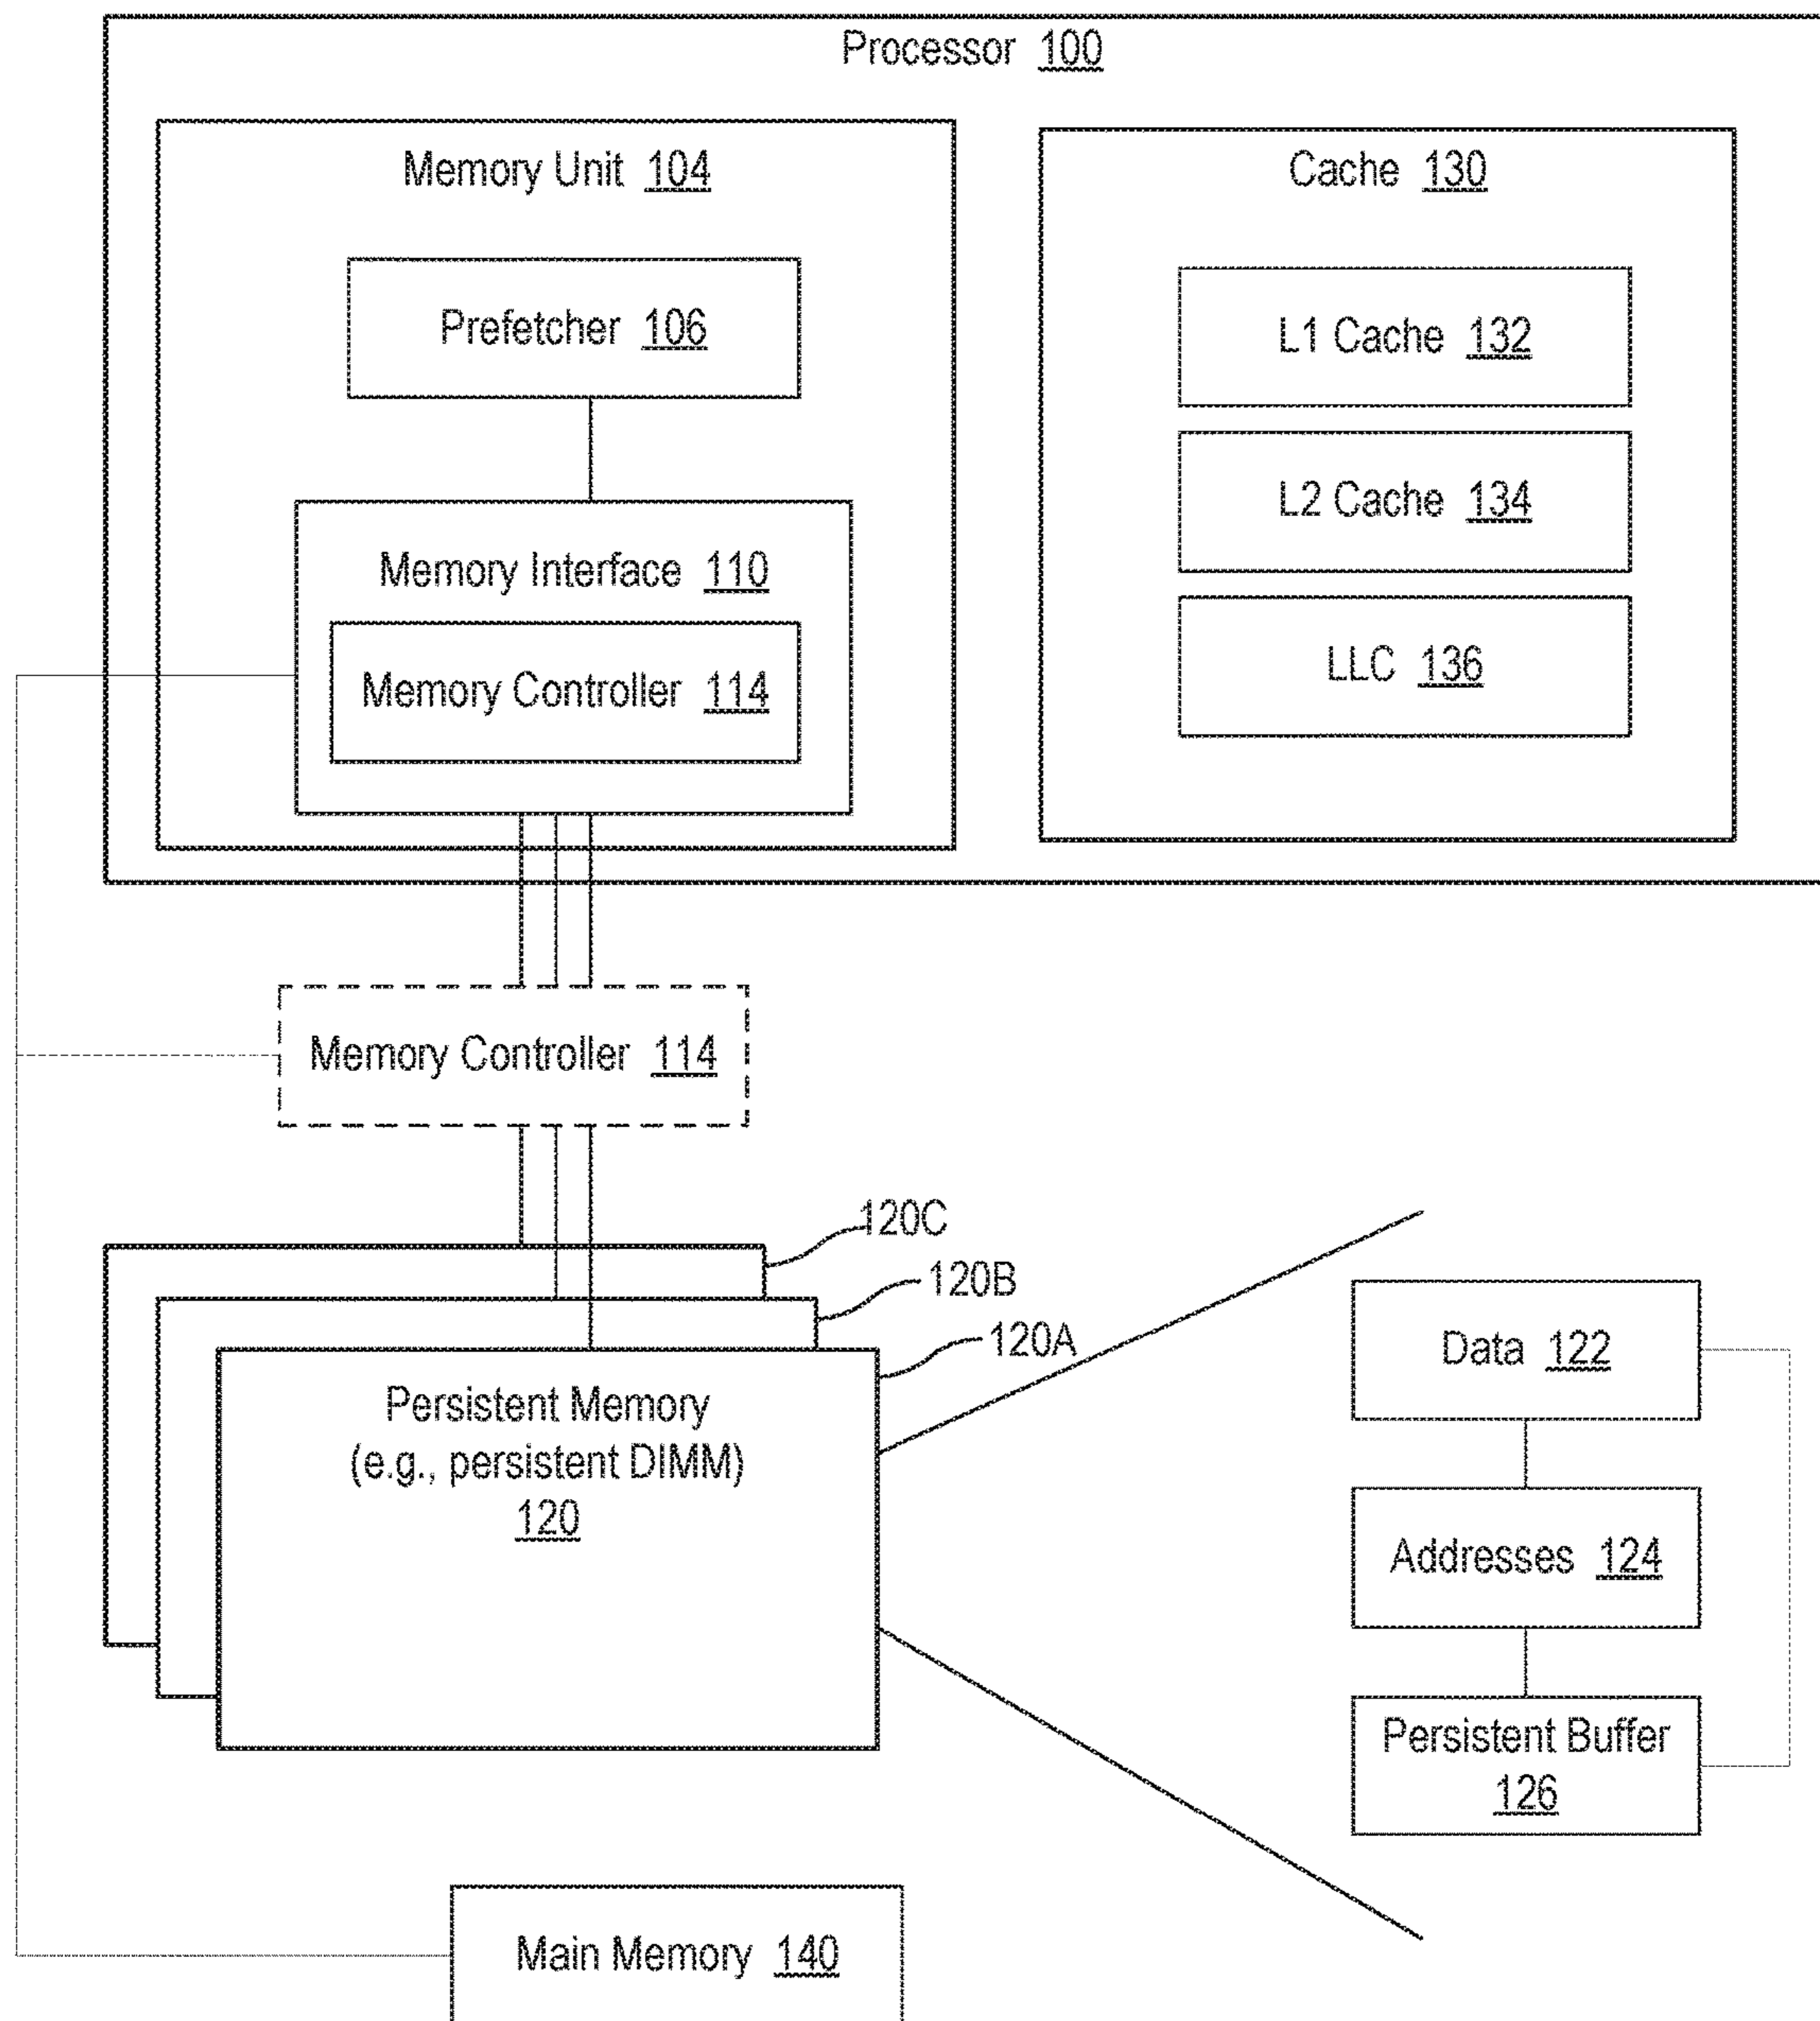 Processor 100
Memory Unit 104
Cache 130
Prefetcher 106
L1 Cache 132
L2 Cache 134
Memory Interface 110
LLC 136
Memory Controller 114
Memory Controller 114
120C
120B
120A
Persistent Memory
(e.g., persistent DIMM)
120
Data 122
Addresses 124
Persistent Buffer
126
Main Memory 140